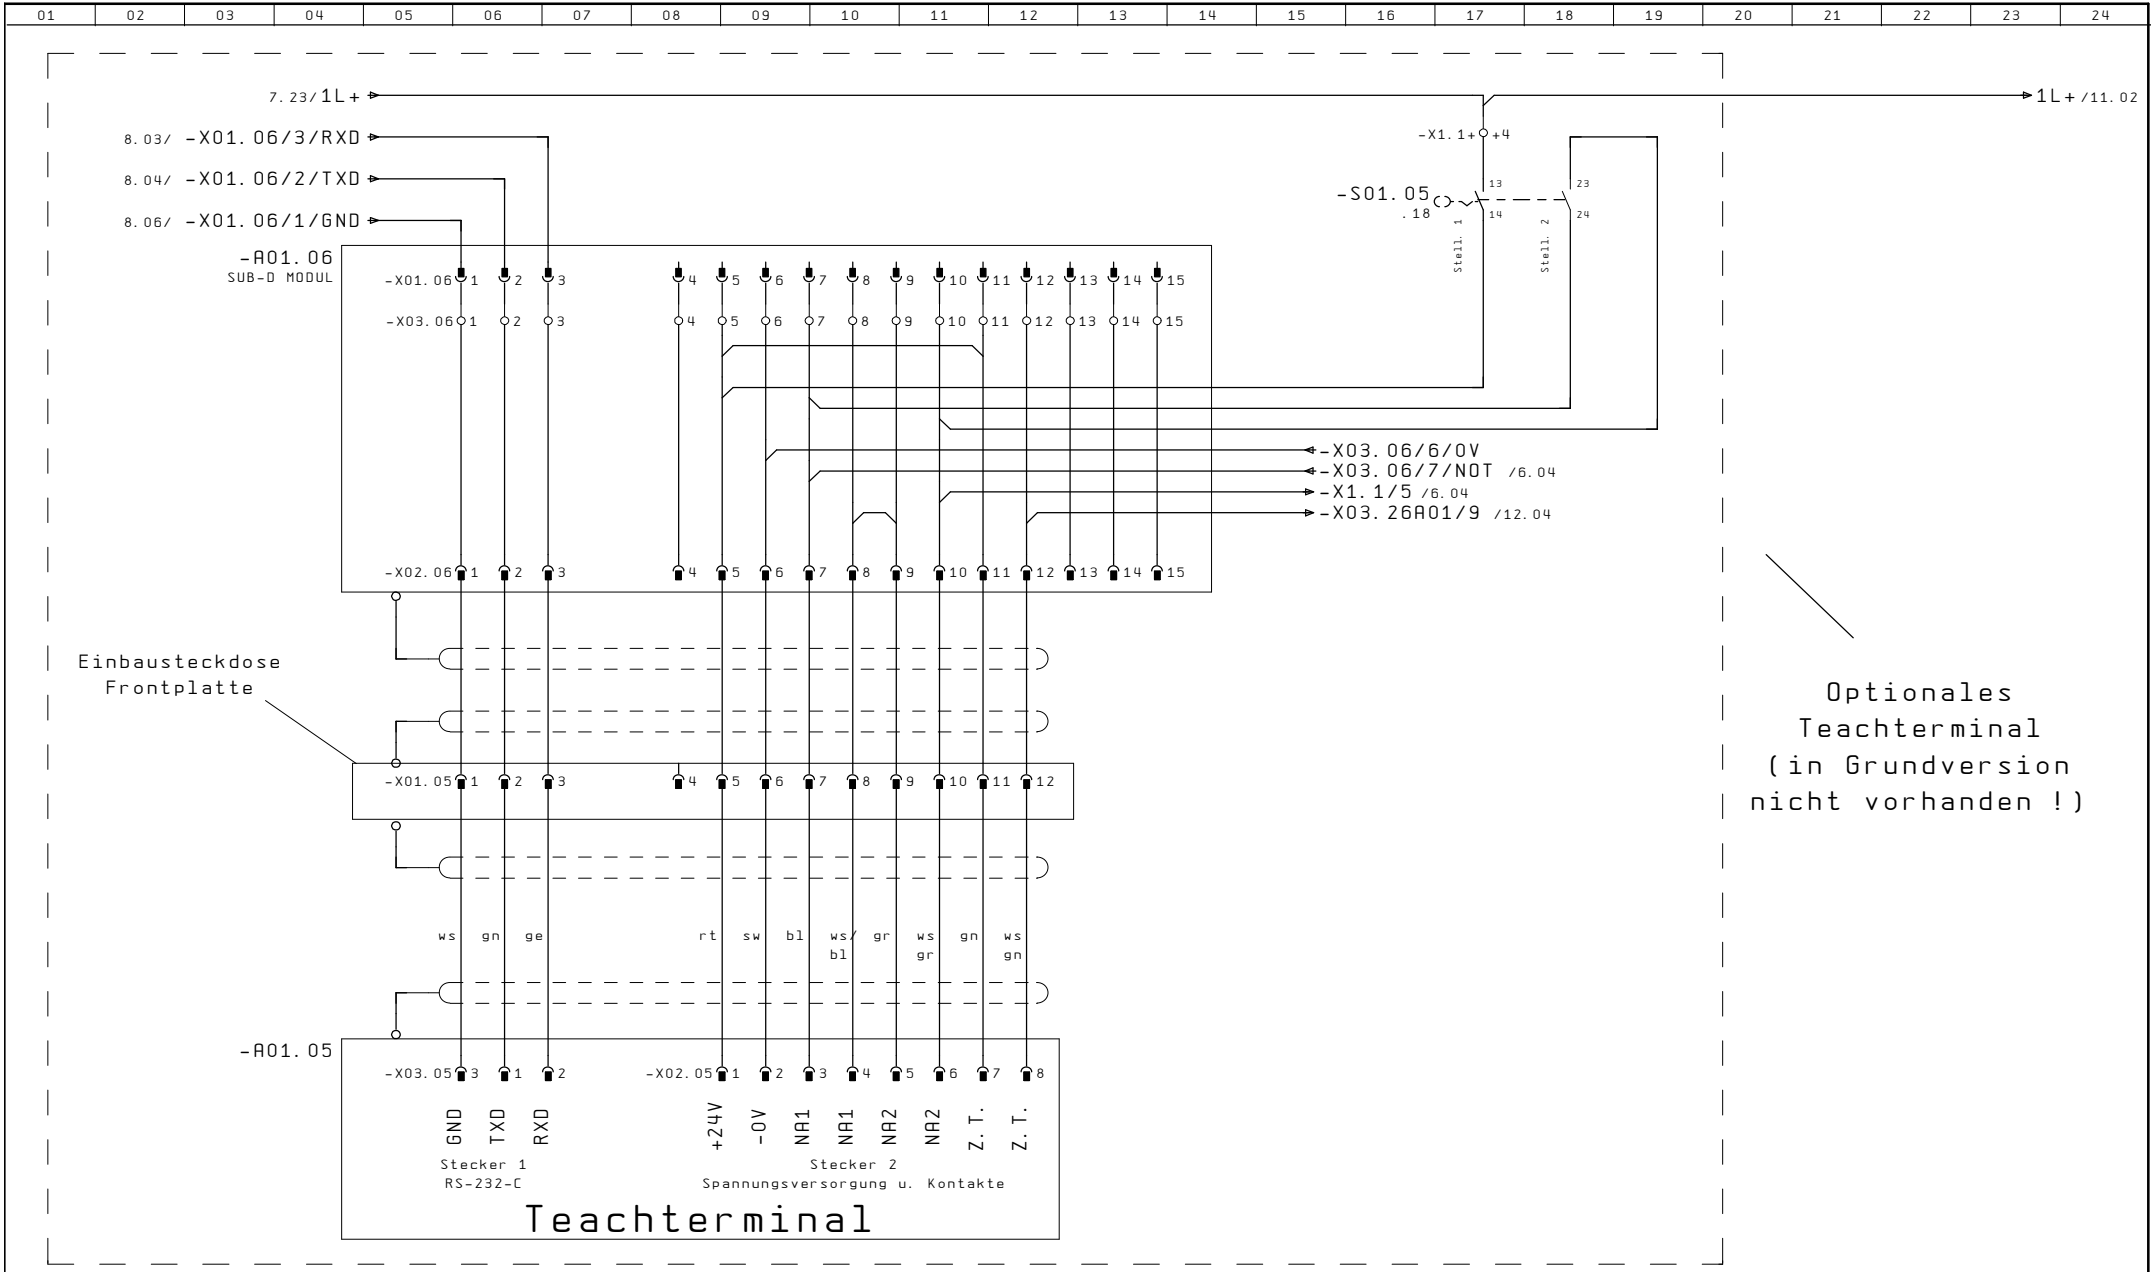 01 02 03 04 05 06 07 08 09 10 11 12 13 14 15 16 17 18 19 20 21 22 23 24
7.23/1L+
1L+/11.02
8.03/ -X01.06/3/RXD
-X1.1+ +4
8.04/ -X01.06/2/TXD
-S01.05
.18
13
14
23
24
Stell. 1
Stell. 2
8.06/ -X01.06/1/GND
-A01.06
SUB-D MODUL
-X01.06 1 2 3 4 5 6 7 8 9 10 11 12 13 14 15
-X03.06 1 2 3 4 5 6 7 8 9 10 11 12 13 14 15
-X03.06/6/0V
-X03.06/7/NOT /6.04
-X1.1/5 /6.04
-X03.26A01/9 /12.04
-X02.06 1 2 3 4 5 6 7 8 9 10 11 12 13 14 15
Einbausteckdose
Frontplatte
Optionales
Teachterminal
(in Grundversion
nicht vorhanden !)
-X01.05 1 2 3 4 5 6 7 8 9 10 11 12
ws gn ge rt sw bl ws/ gr ws gn ws
bl gr gn
-A01.05
-X03.05 3 1 2 -X02.05 1 2 3 4 5 6 7 8
GND TXD RXD +24V -0V NA1 NA1 NA2 NA2 Z.T. Z.T.
Stecker 1 Stecker 2
RS-232-C Spannungsversorgung u. Kontakte
Teachterminal